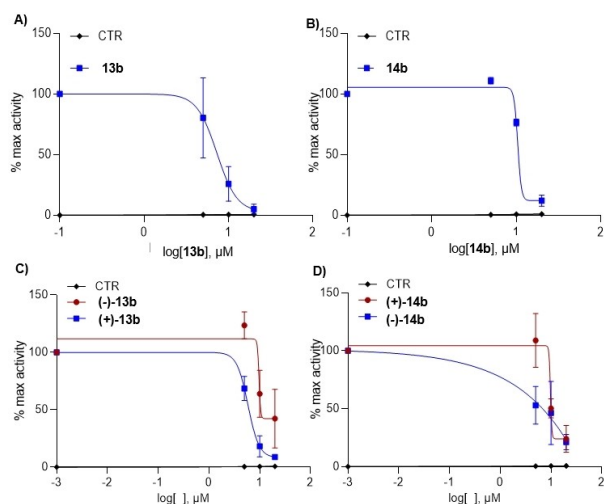 A)
CTR
13b
150
100
50
0
% max activity
-1
0
1
2
log[13b], μM
B)
CTR
14b
150
100
50
0
% max activity
-1
0
1
2
log[14b], μM
C)
CTR
(-)-13b
(+)-13b
150
100
50
0
% max activity
-3
-2
-1
0
1
2
log[ ], μM
D)
CTR
(+)-14b
(-)-14b
150
100
50
0
% max activity
-3
-2
-1
0
1
2
log[ ], μM